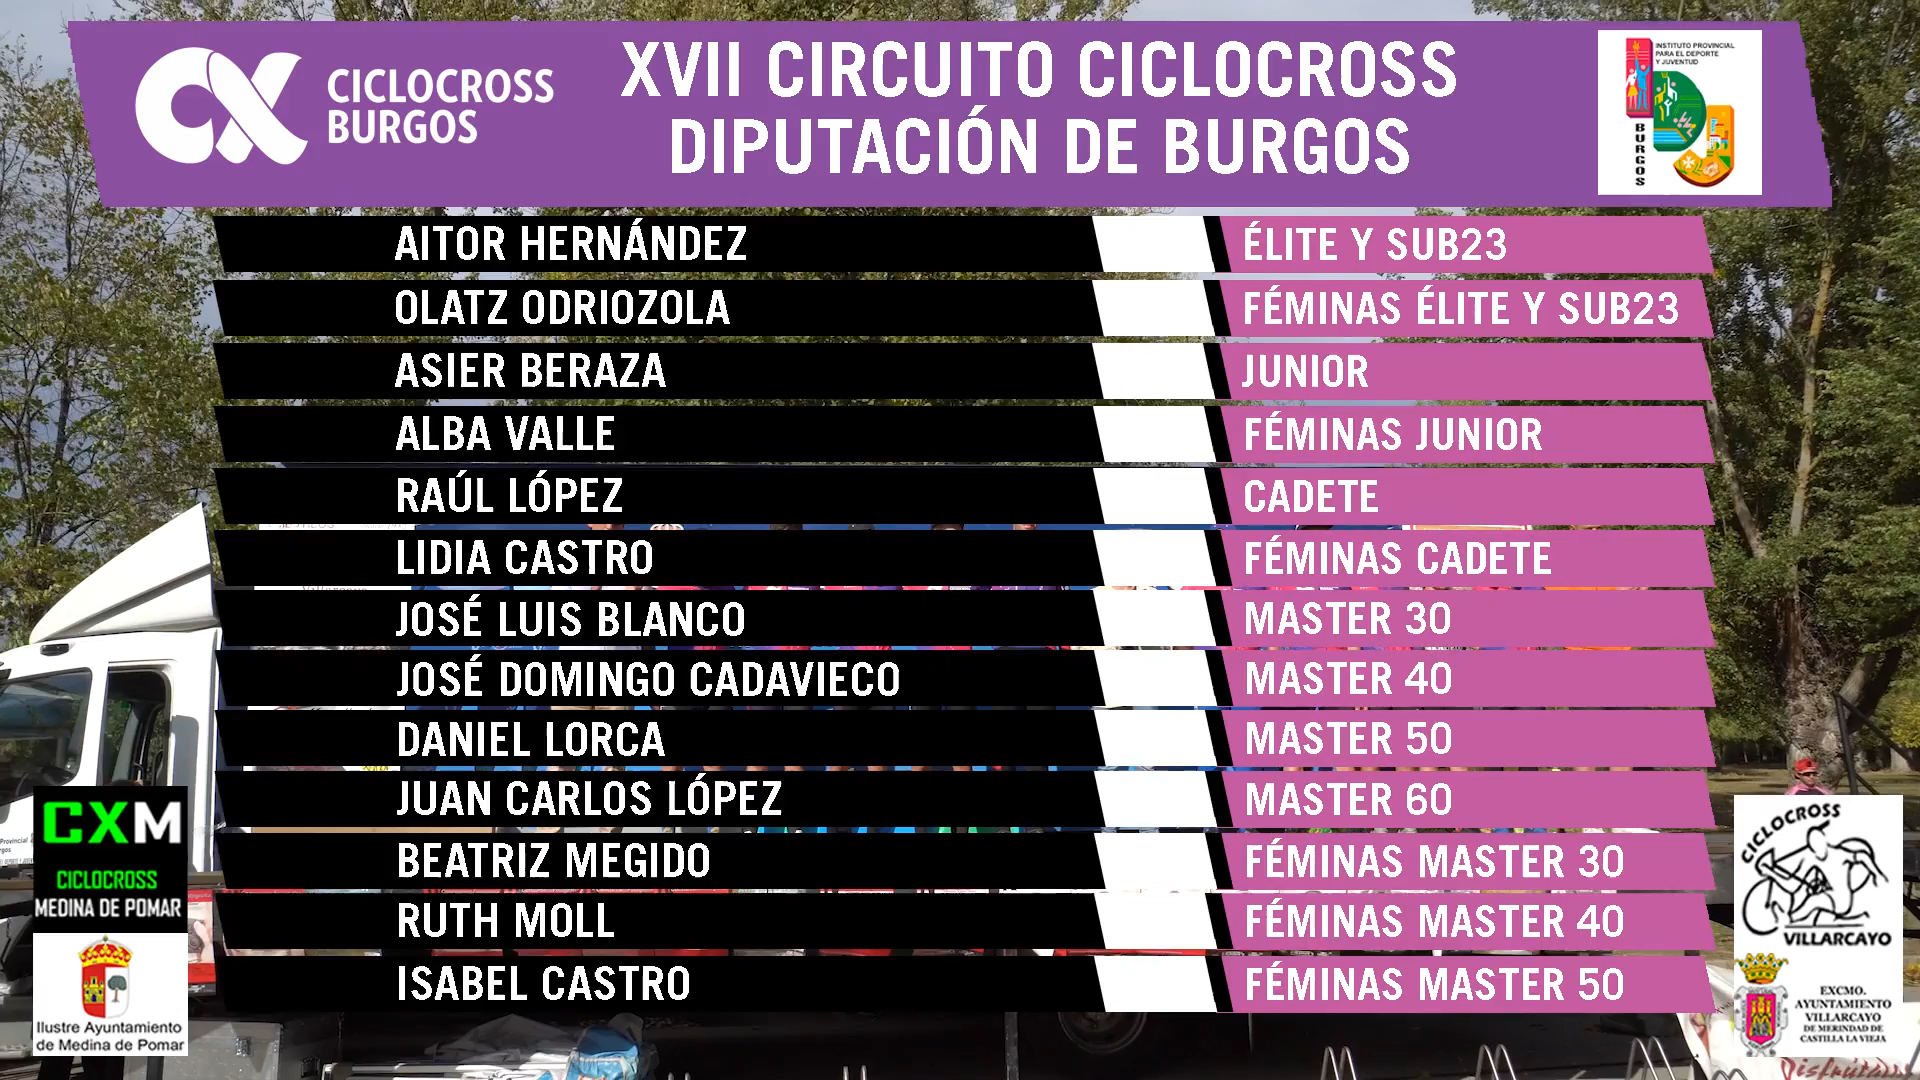 CICLOCROSS
BURGOS
XVII CIRCUITO CICLOCROSS
DIPUTACIÓN DE BURGOS
INSTITUTO PROVINCIAL
PARA EL DEPORTE
Y JUVENTUD
BURGOS
AITOR HERNÁNDEZ ÉLITE Y SUB23
OLATZ ODRIOZOLA FÉMINAS ÉLITE Y SUB23
ASIER BERAZA JUNIOR
ALBA VALLE FÉMINAS JUNIOR
RAÚL LÓPEZ CADETE
LIDIA CASTRO FÉMINAS CADETE
JOSÉ LUIS BLANCO MASTER 30
JOSÉ DOMINGO CADAVIECO MASTER 40
DANIEL LORCA MASTER 50
JUAN CARLOS LÓPEZ MASTER 60
BEATRIZ MEGIDO FÉMINAS MASTER 30
RUTH MOLL FÉMINAS MASTER 40
ISABEL CASTRO FÉMINAS MASTER 50
CXM
CICLOCROSS
MEDINA DE POMAR
Ilustre Ayuntamiento
de Medina de Pomar
CICLOCROSS
VILLARCAYO
EXCMO.
AYUNTAMIENTO
VILLARCAYO
DE MERINDAD DE
CASTILLA LA VIEJA